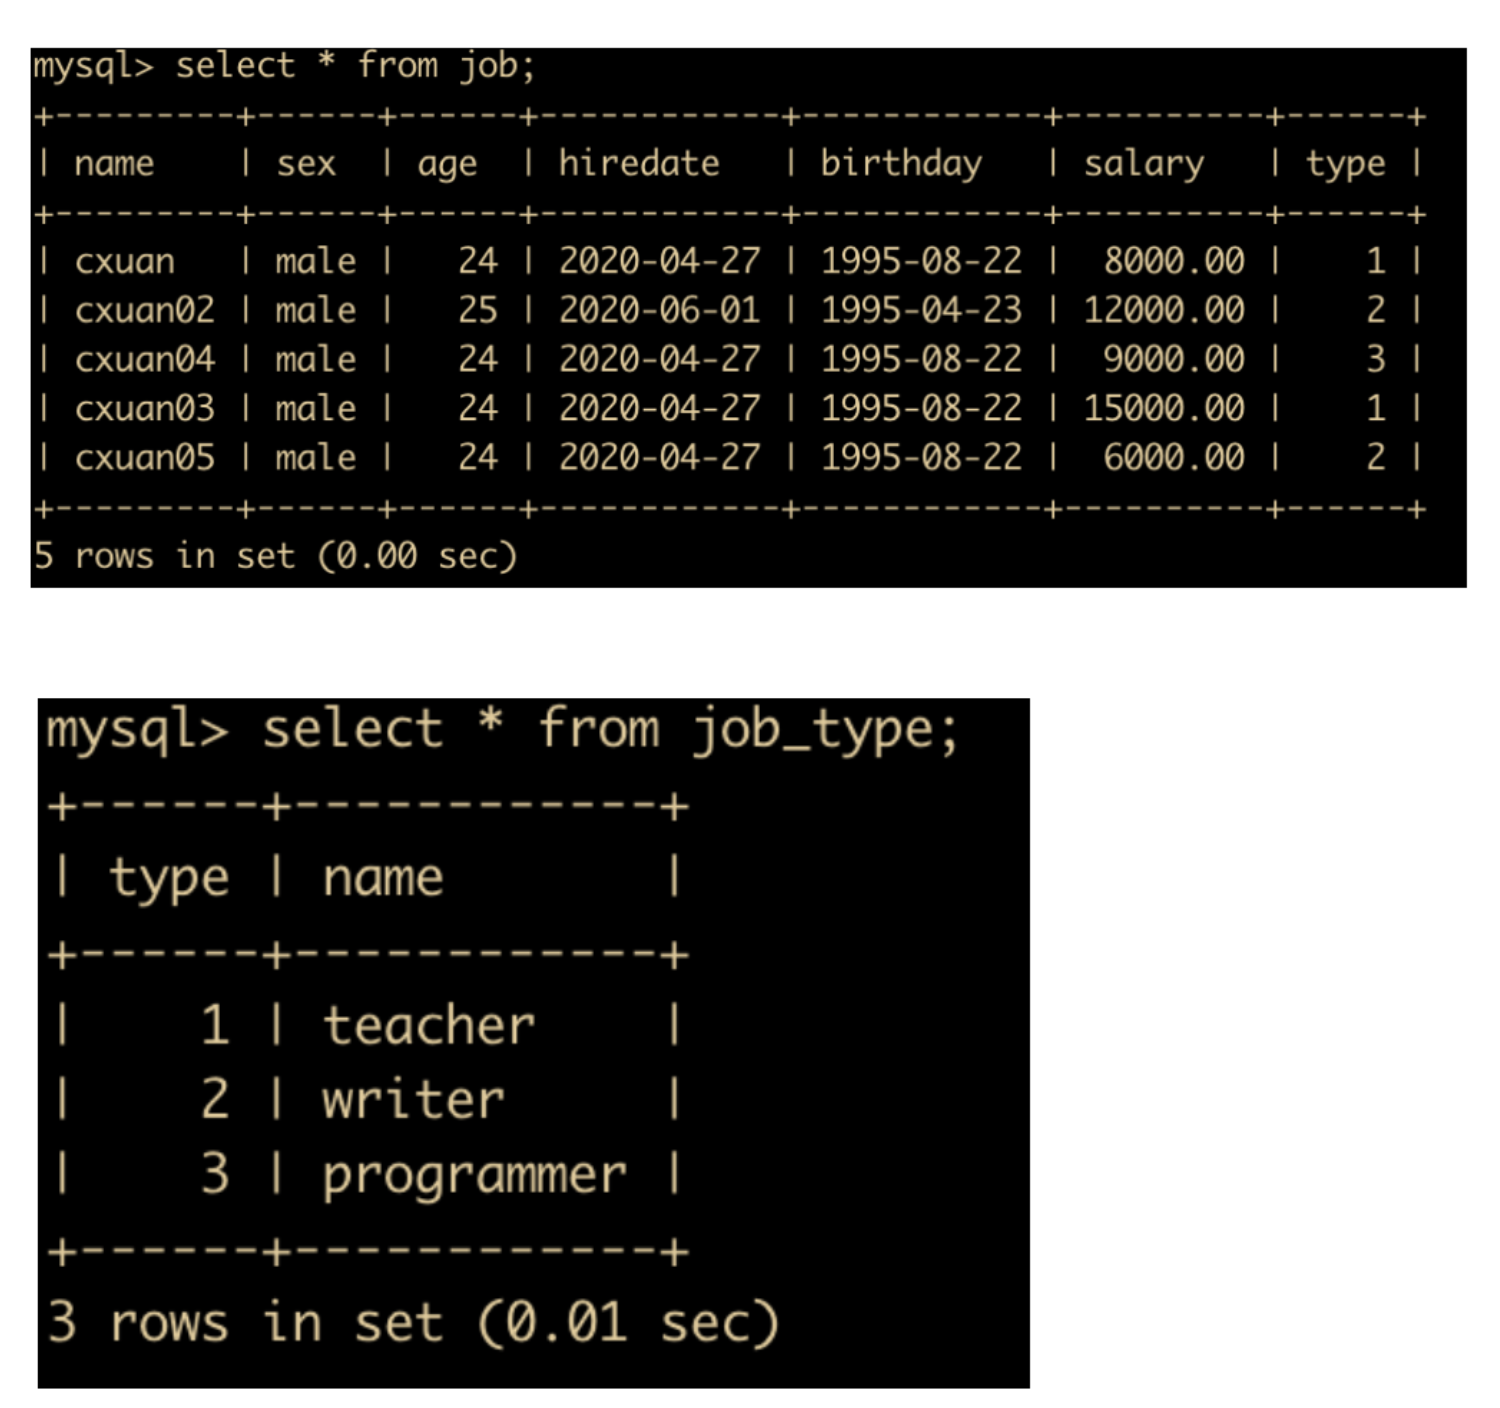 mysql> select * from job;
+---------+------+------+------------+------------+----------+------+
| name    | sex  | age  | hiredate   | birthday   | salary   | type |
+---------+------+------+------------+------------+----------+------+
| cxuan   | male |   24 | 2020-04-27 | 1995-08-22 |  8000.00 |    1 |
| cxuan02 | male |   25 | 2020-06-01 | 1995-04-23 | 12000.00 |    2 |
| cxuan04 | male |   24 | 2020-04-27 | 1995-08-22 |  9000.00 |    3 |
| cxuan03 | male |   24 | 2020-04-27 | 1995-08-22 | 15000.00 |    1 |
| cxuan05 | male |   24 | 2020-04-27 | 1995-08-22 |  6000.00 |    2 |
+---------+------+------+------------+------------+----------+------+
5 rows in set (0.00 sec)
mysql> select * from job_type;
+------+------------+
| type | name       |
+------+------------+
|    1 | teacher    |
|    2 | writer     |
|    3 | programmer |
+------+------------+
3 rows in set (0.01 sec)